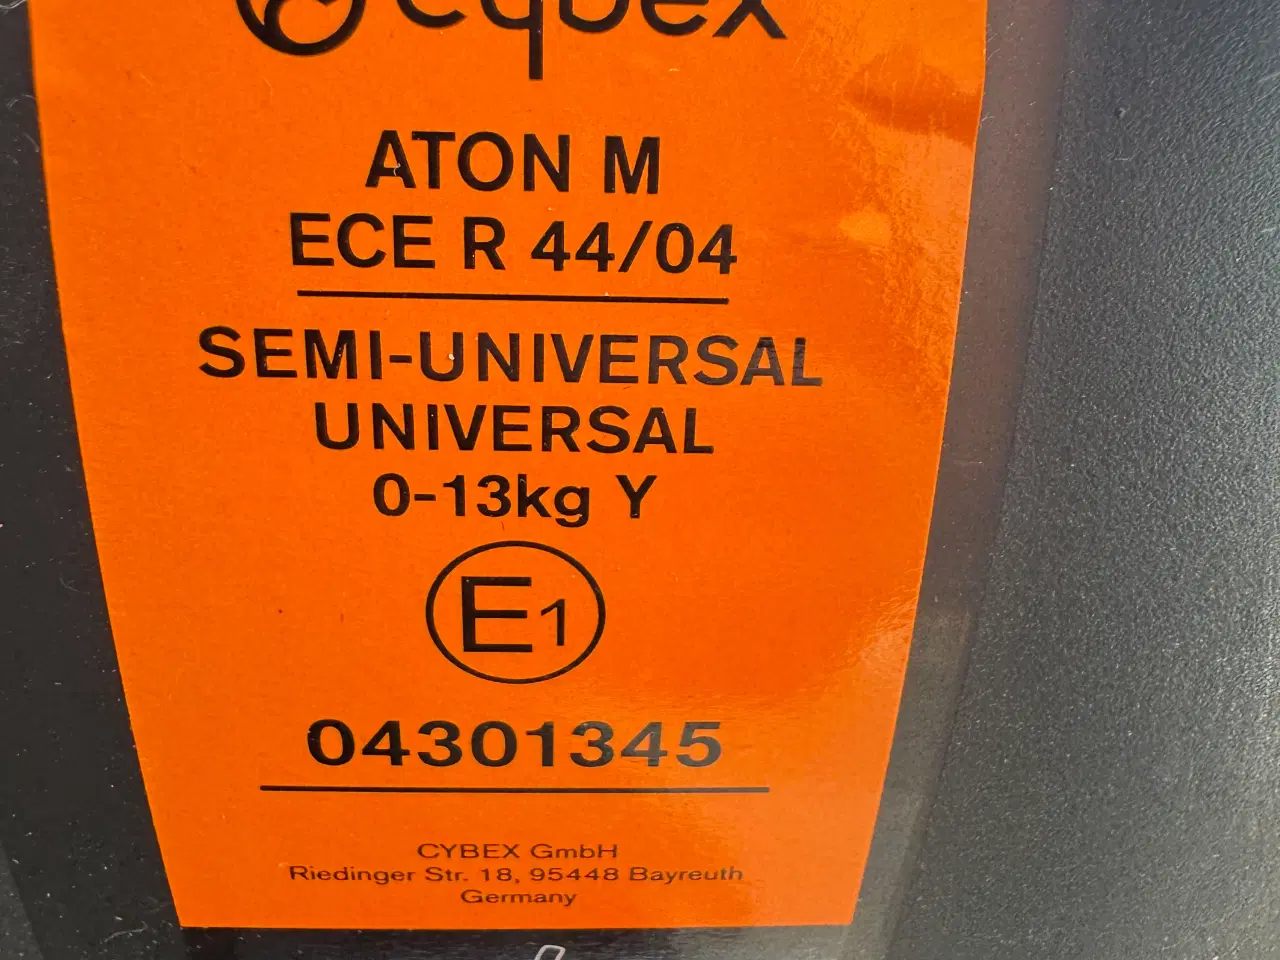 cybex
ATON M
ECE R 44/04
SEMI-UNIVERSAL
UNIVERSAL
0-13kg Y
E1
04301345
CYBEX GmbH
Riedinger Str. 18, 95448 Bayreuth
Germany